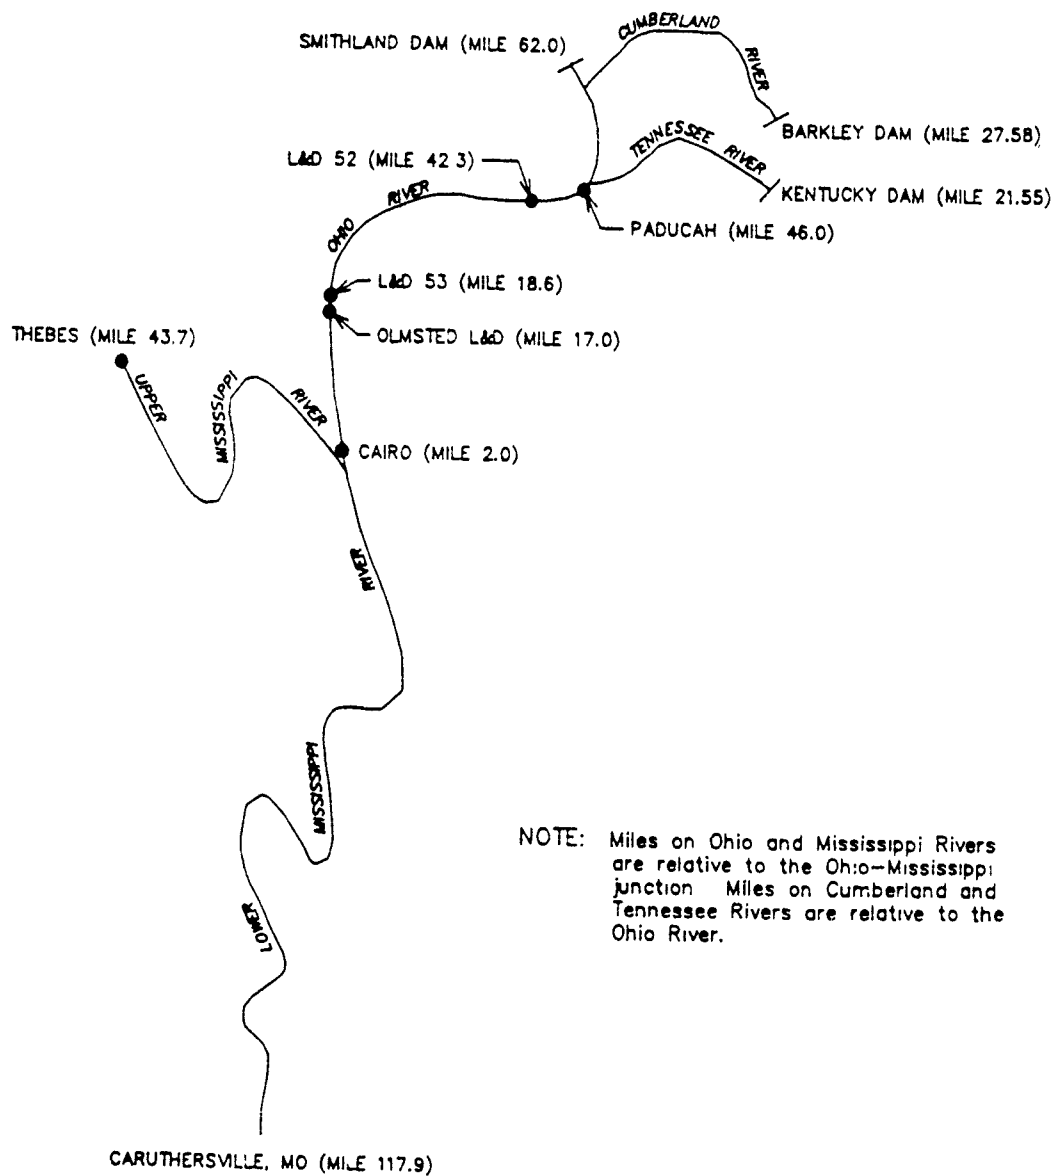 CUMBERLAND
RIVER
SMITHLAND DAM (MILE 62.0)
BARKLEY DAM (MILE 27.58)
TENNESSEE RIVER
L&D 52 (MILE 42 3)
KENTUCKY DAM (MILE 21.55)
OHIO RIVER
PADUCAH (MILE 46.0)
L&D 53 (MILE 18.6)
OLMSTED L&D (MILE 17.0)
THEBES (MILE 43.7)
UPPER
MISSISSIPPI
RIVER
CAIRO (MILE 2.0)
RIVER
MISSISSIPPI
LOWER
NOTE: Miles on Ohio and Mississippi Rivers
are relative to the Ohio-Mississippi
junction Miles on Cumberland and
Tennessee Rivers are relative to the
Ohio River.
CARUTHERSVILLE, MO (MILE 117.9)